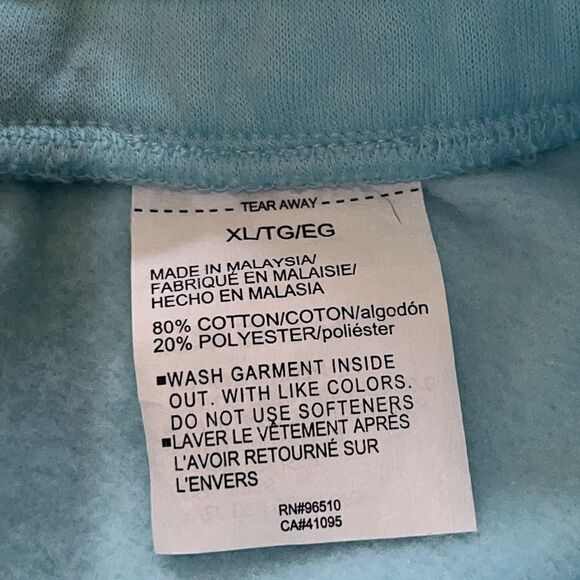 TEAR AWAY
XL/TG/EG
MADE IN MALAYSIA/
FABRIQUÉ EN MALAISIE/
HECHO EN MALASIA
80% COTTON/COTON/algodón
20% POLYESTER/poliéster
■WASH GARMENT INSIDE
OUT. WITH LIKE COLORS.
DO NOT USE SOFTENERS
■LAVER LE VÊTEMENT APRÈS
L'AVOIR RETOURNÉ SUR
L'ENVERS
RN#96510
CA#41095